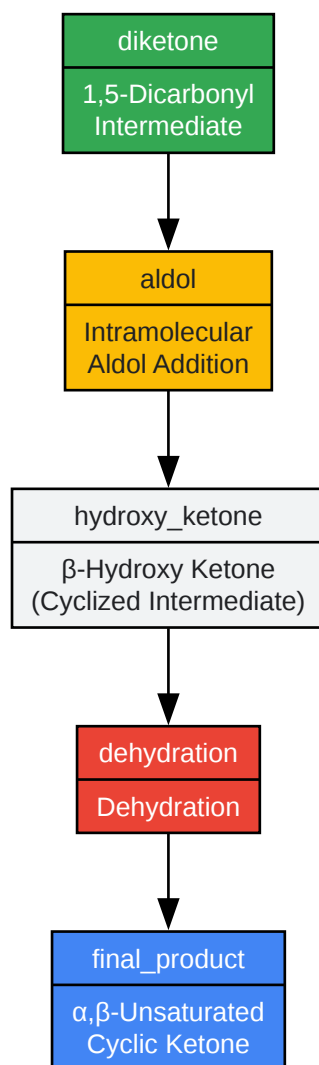 diketone
1,5-Dicarbonyl
Intermediate
aldol
Intramolecular
Aldol Addition
hydroxy_ketone
β-Hydroxy Ketone
(Cyclized Intermediate)
dehydration
Dehydration
final_product
α,β-Unsaturated
Cyclic Ketone